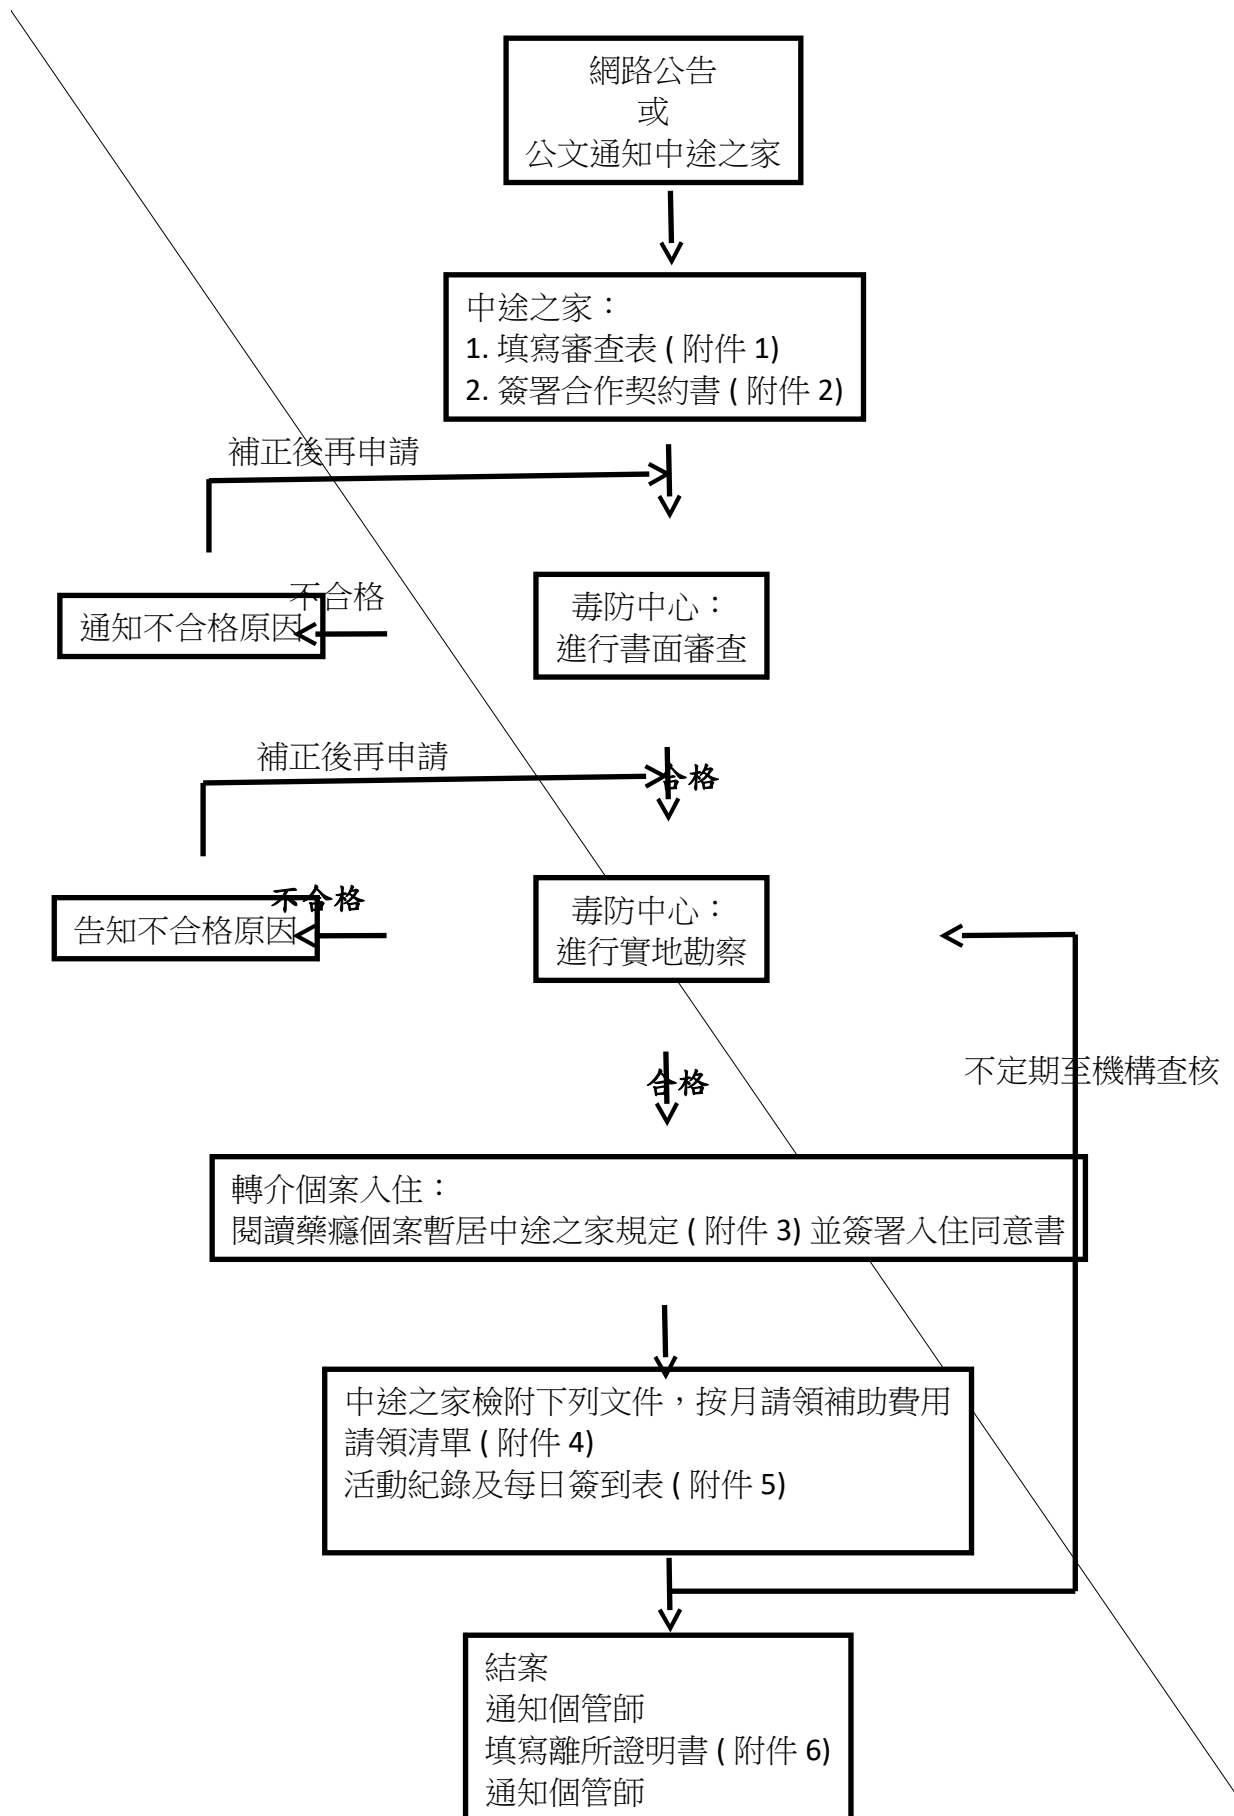 網路公告
或
公文通知中途之家
中途之家：
1. 填寫審查表 ( 附件 1)
2. 簽署合作契約書 ( 附件 2)
補正後再申請
不合格
通知不合格原因
毒防中心：
進行書面審查
補正後再申請
合格
不合格
告知不合格原因
毒防中心：
進行實地勘察
不定期至機構查核
合格
轉介個案入住：
閱讀藥癮個案暫居中途之家規定 ( 附件 3) 並簽署入住同意書
中途之家檢附下列文件，按月請領補助費用
請領清單 ( 附件 4)
活動紀錄及每日簽到表 ( 附件 5)
結案
通知個管師
填寫離所證明書 ( 附件 6)
通知個管師